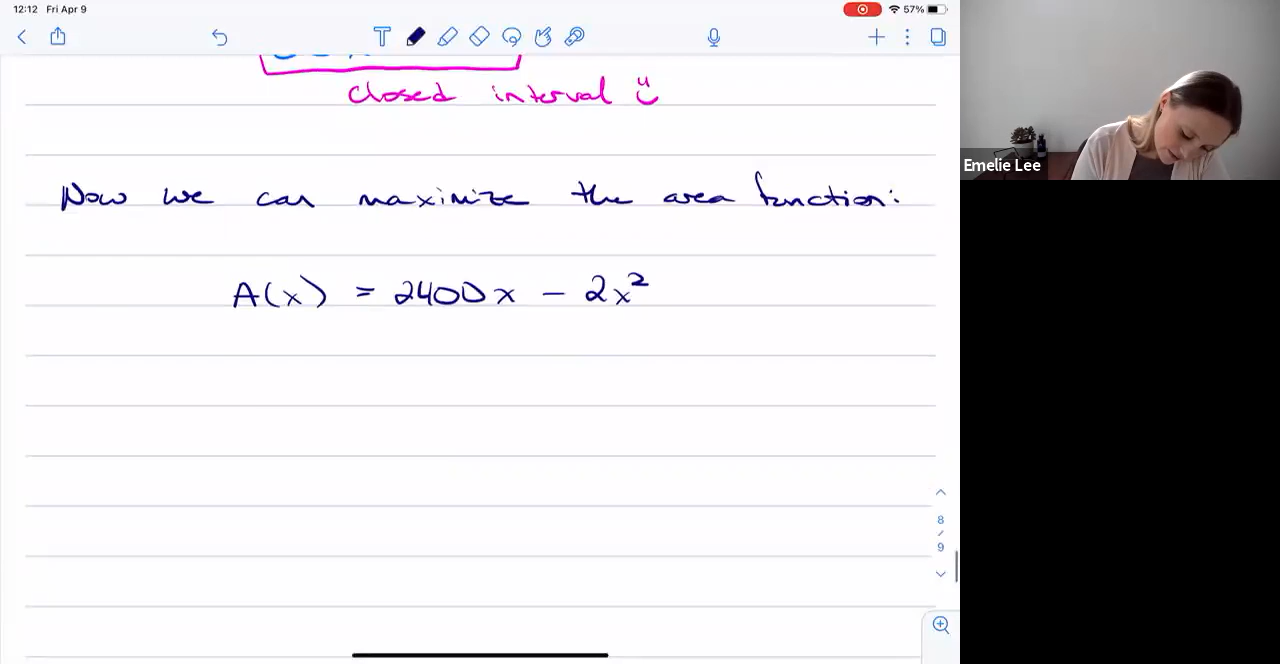 12:12 Fri Apr 9
57%
T
closed interval
Now we can maximize the area function:
A(x) = 2400x - 2x²
8
/
9
Emelie Lee